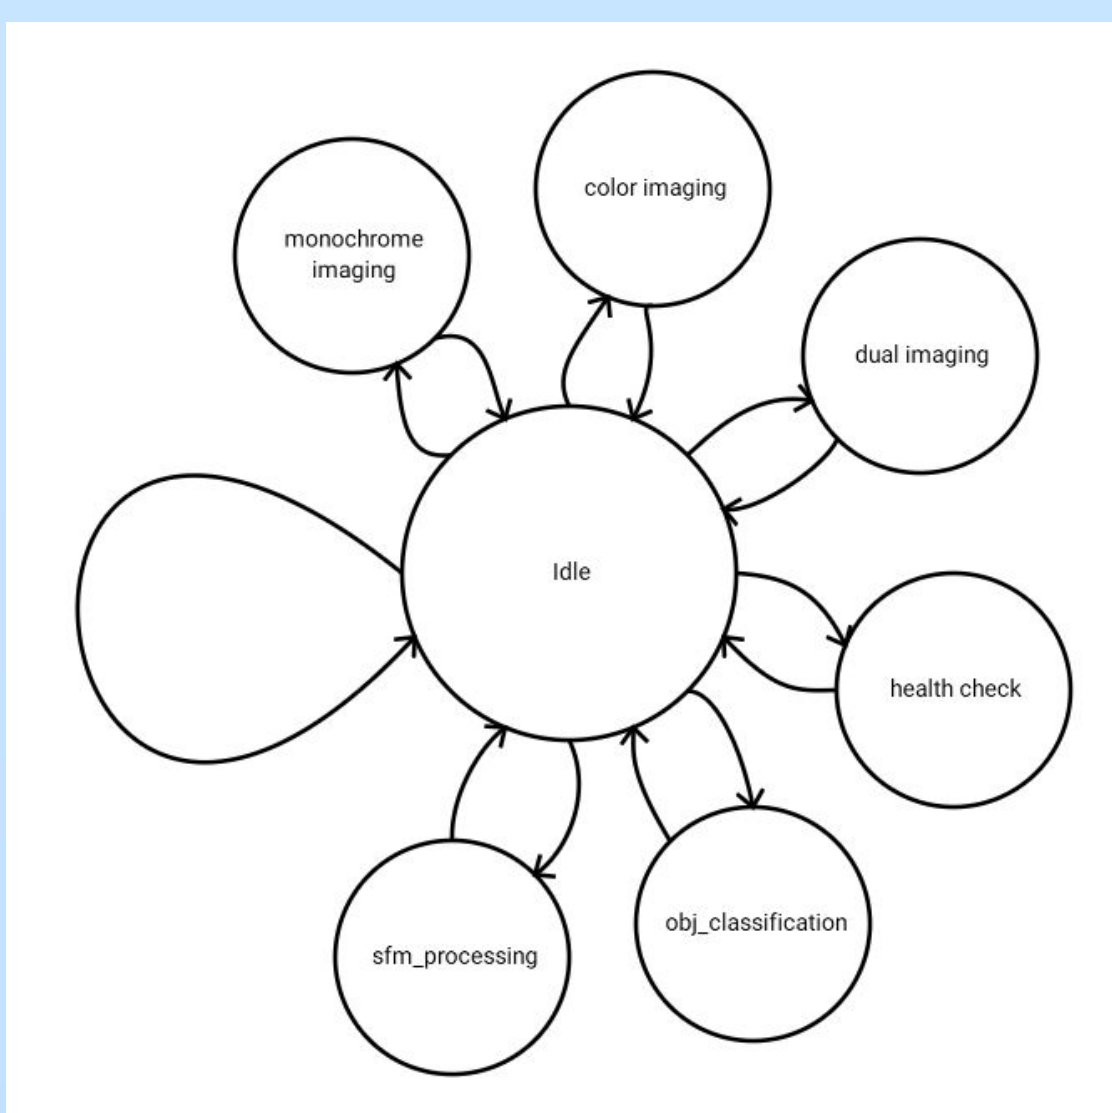 color imaging
monochrome
imaging
dual imaging
Idle
health check
obj_classification
sfm_processing